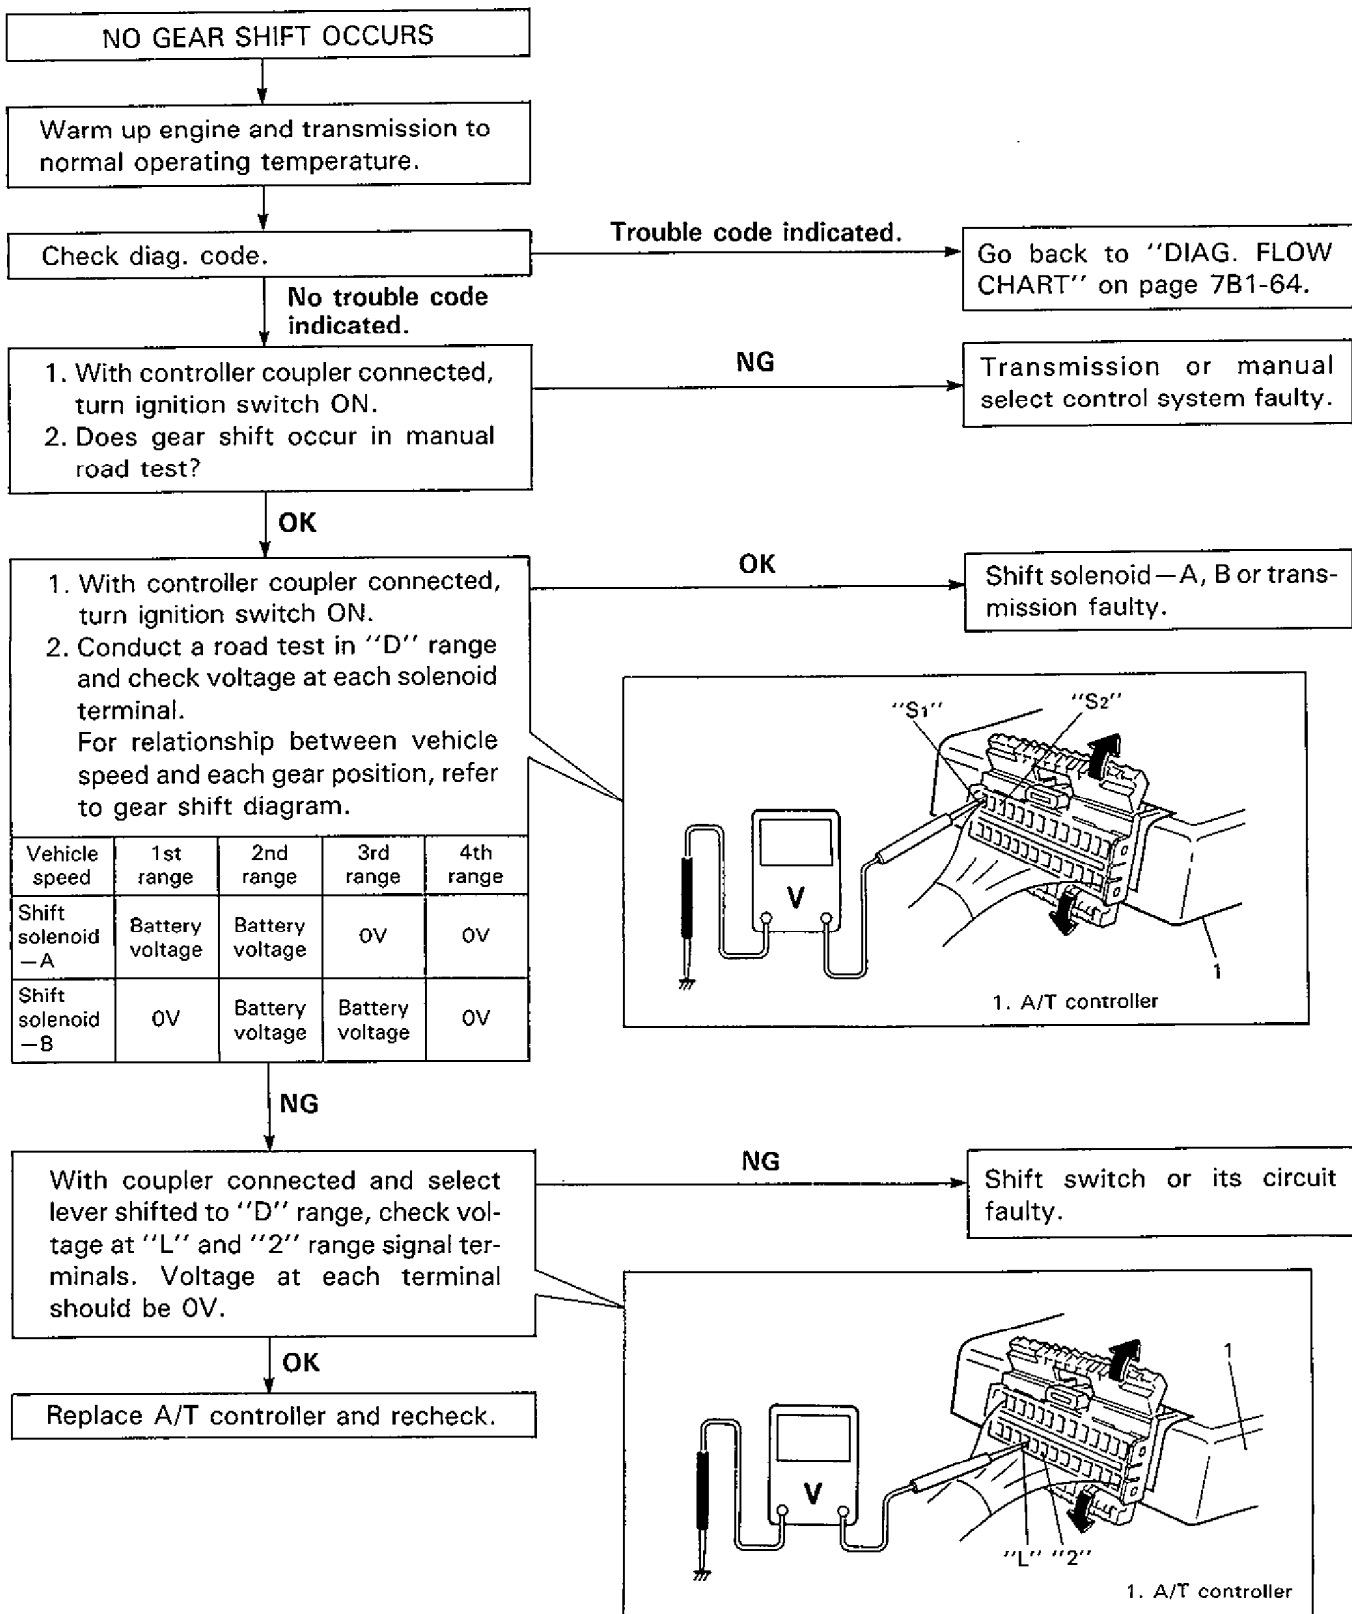 NO GEAR SHIFT OCCURS
Warm up engine and transmission to
normal operating temperature.
Check diag. code.
Trouble code indicated.
Go back to "DIAG. FLOW
CHART" on page 7B1-64.
No trouble code
indicated.
1. With controller coupler connected,
turn ignition switch ON.
2. Does gear shift occur in manual
road test?
NG
Transmission or manual
select control system faulty.
OK
1. With controller coupler connected,
turn ignition switch ON.
2. Conduct a road test in "D" range
and check voltage at each solenoid
terminal.
For relationship between vehicle
speed and each gear position, refer
to gear shift diagram.
OK
Shift solenoid—A, B or trans-
mission faulty.
Vehicle speed 1st range 2nd range 3rd range 4th range
Shift solenoid —A Battery voltage Battery voltage 0V 0V
Shift solenoid —B 0V Battery voltage Battery voltage 0V
"S1" "S2"
V
1
1. A/T controller
NG
With coupler connected and select
lever shifted to "D" range, check vol-
tage at "L" and "2" range signal ter-
minals. Voltage at each terminal
should be 0V.
NG
Shift switch or its circuit
faulty.
OK
Replace A/T controller and recheck.
1
V
"L" "2"
1. A/T controller